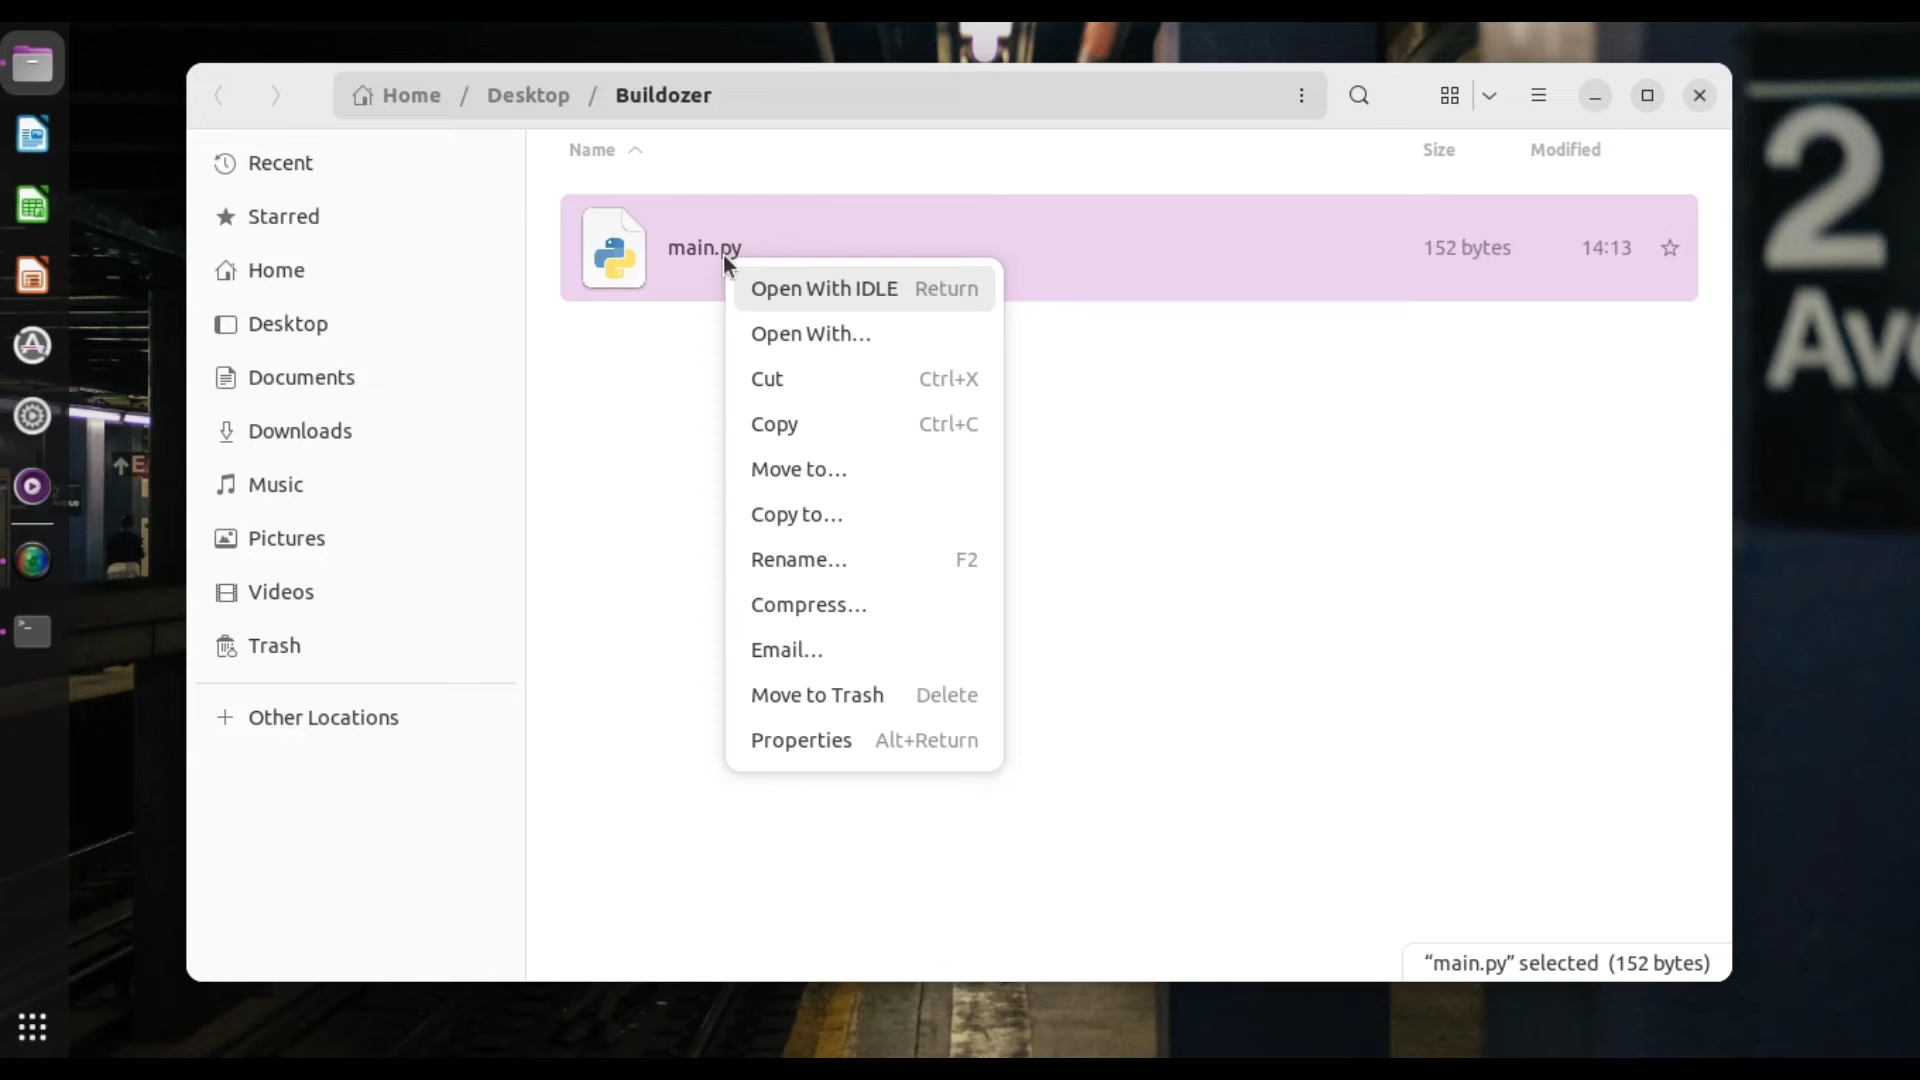 Home / Desktop / Buildozer
Name Size Modified
Recent
Starred
Home
Desktop
Documents
Downloads
Music
Pictures
Videos
Trash
+ Other Locations
main.py 152 bytes 14:13
Open With IDLE Return
Open With...
Cut Ctrl+X
Copy Ctrl+C
Move to...
Copy to...
Rename... F2
Compress...
Email...
Move to Trash Delete
Properties Alt+Return
“main.py” selected (152 bytes)
2
Ave